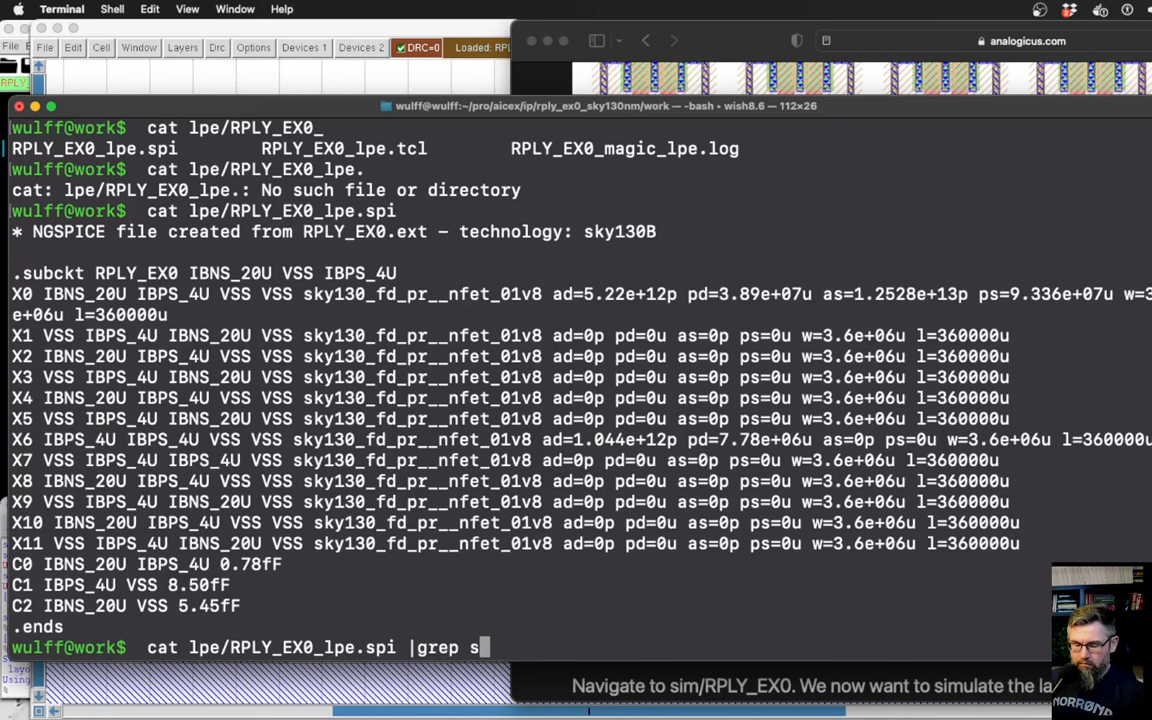 Terminal Shell Edit View Window Help
File Edit Cell Window Layers Drc Options Devices 1 Devices 2 DRC=0 Loaded: RPL
analogicus.com
File
RPLY_
wulff@wulff:~/pro/aicex/ip/rply_ex0_sky130nm/work — -bash — wish8.6 — 112×26
wulff@work$ cat lpe/RPLY_EX0_
RPLY_EX0_lpe.spi RPLY_EX0_lpe.tcl RPLY_EX0_magic_lpe.log
wulff@work$ cat lpe/RPLY_EX0_lpe.
cat: lpe/RPLY_EX0_lpe.: No such file or directory
wulff@work$ cat lpe/RPLY_EX0_lpe.spi
* NGSPICE file created from RPLY_EX0.ext - technology: sky130B
.subckt RPLY_EX0 IBNS_20U VSS IBPS_4U
X0 IBNS_20U IBPS_4U VSS VSS sky130_fd_pr__nfet_01v8 ad=5.22e+12p pd=3.89e+07u as=1.2528e+13p ps=9.336e+07u w=3
e+06u l=360000u
X1 VSS IBPS_4U IBNS_20U VSS sky130_fd_pr__nfet_01v8 ad=0p pd=0u as=0p ps=0u w=3.6e+06u l=360000u
X2 VSS IBPS_4U IBNS_20U VSS sky130_fd_pr__nfet_01v8 ad=0p pd=0u as=0p ps=0u w=3.6e+06u l=360000u
X3 VSS IBPS_4U IBNS_20U VSS sky130_fd_pr__nfet_01v8 ad=0p pd=0u as=0p ps=0u w=3.6e+06u l=360000u
X4 VSS IBPS_4U IBNS_20U VSS sky130_fd_pr__nfet_01v8 ad=0p pd=0u as=0p ps=0u w=3.6e+06u l=360000u
X5 VSS IBPS_4U IBNS_20U VSS sky130_fd_pr__nfet_01v8 ad=0p pd=0u as=0p ps=0u w=3.6e+06u l=360000u
X6 IBPS_4U IBPS_4U VSS VSS sky130_fd_pr__nfet_01v8 ad=1.044e+12p pd=7.78e+06u as=0p ps=0u w=3.6e+06u l=360000u
X7 VSS IBPS_4U IBPS_4U VSS sky130_fd_pr__nfet_01v8 ad=0p pd=0u as=0p ps=0u w=3.6e+06u l=360000u
X8 VSS IBPS_4U IBNS_20U VSS sky130_fd_pr__nfet_01v8 ad=0p pd=0u as=0p ps=0u w=3.6e+06u l=360000u
X9 VSS IBPS_4U IBNS_20U VSS sky130_fd_pr__nfet_01v8 ad=0p pd=0u as=0p ps=0u w=3.6e+06u l=360000u
X10 IBNS_20U IBPS_4U VSS VSS sky130_fd_pr__nfet_01v8 ad=0p pd=0u as=0p ps=0u w=3.6e+06u l=360000u
X11 VSS IBPS_4U IBNS_20U VSS sky130_fd_pr__nfet_01v8 ad=0p pd=0u as=0p ps=0u w=3.6e+06u l=360000u
C0 IBNS_20U IBPS_4U 0.78fF
C1 IBPS_4U VSS 8.50fF
C2 IBNS_20U VSS 5.45fF
.ends
wulff@work$ cat lpe/RPLY_EX0_lpe.spi |grep s
layo
Using
%
Navigate to sim/RPLY_EX0. We now want to simulate the la
NORRØNA